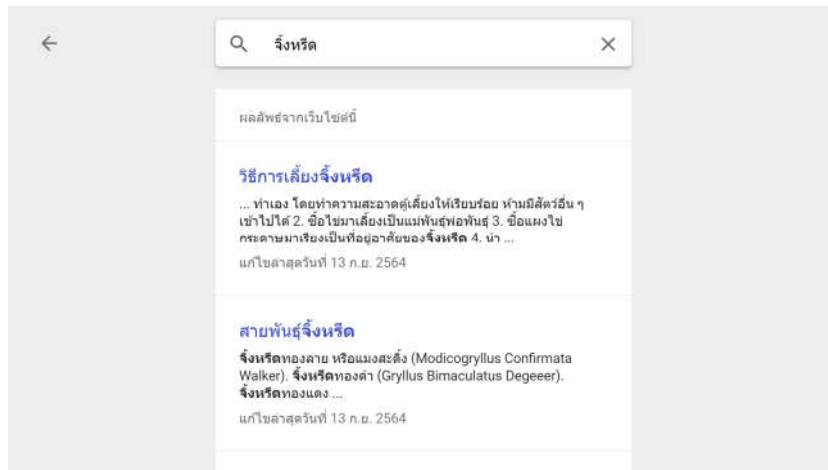 จิ้งหรีด
ผลลัพธ์จากเว็บไซต์นี้
วิธีการเลี้ยงจิ้งหรีด
... ทำเอง โดยทำความสะอาดตู้เลี้ยงให้เรียบร้อย ห้ามมีสัตว์อื่น ๆ
เข้าไปได้ 2. ซื้อไข่มาเลี้ยงเป็นแม่พันธุ์พ่อพันธุ์ 3. ซื้อแผงไข่
กระดาษมาเรียงเป็นที่อยู่อาศัยของจิ้งหรีด 4. นำ ...
แก้ไขล่าสุดวันที่ 13 ก.ย. 2564
สายพันธุ์จิ้งหรีด
จิ้งหรีดทองลาย หรือแมงสะดิ้ง (Modicogryllus Confirmata
Walker). จิ้งหรีดทองดำ (Gryllus Bimaculatus Degeeer).
จิ้งหรีดทองแดง ...
แก้ไขล่าสุดวันที่ 13 ก.ย. 2564